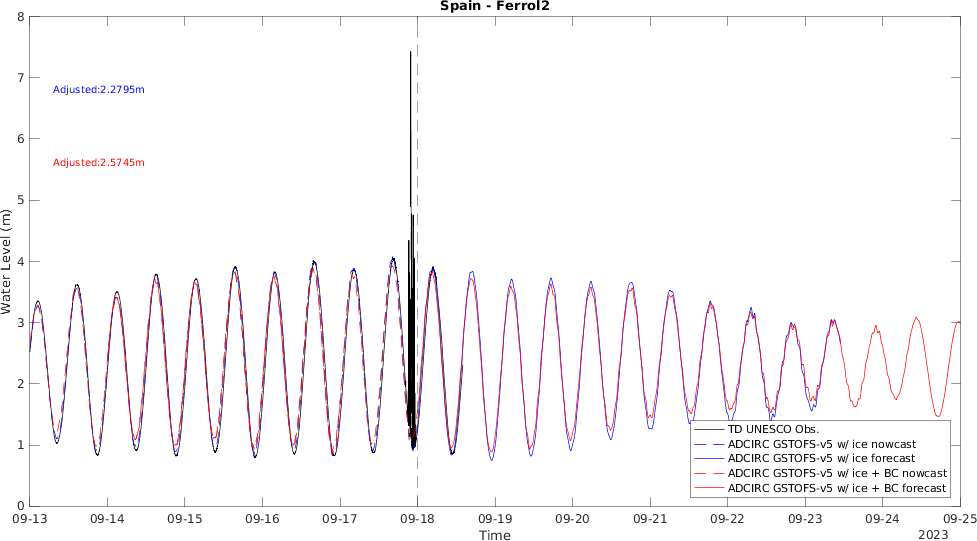 Spain - Ferrol2
8
7
6
5
4
3
2
1
0
Water Level (m)
Adjusted:2.2795m
Adjusted:2.5745m
TD UNESCO Obs.
ADCIRC GSTOFS-v5 w/ ice nowcast
ADCIRC GSTOFS-v5 w/ ice forecast
ADCIRC GSTOFS-v5 w/ ice + BC nowcast
ADCIRC GSTOFS-v5 w/ ice + BC forecast
09-13 09-14 09-15 09-16 09-17 09-18 09-19 09-20 09-21 09-22 09-23 09-24 09-25
Time
2023